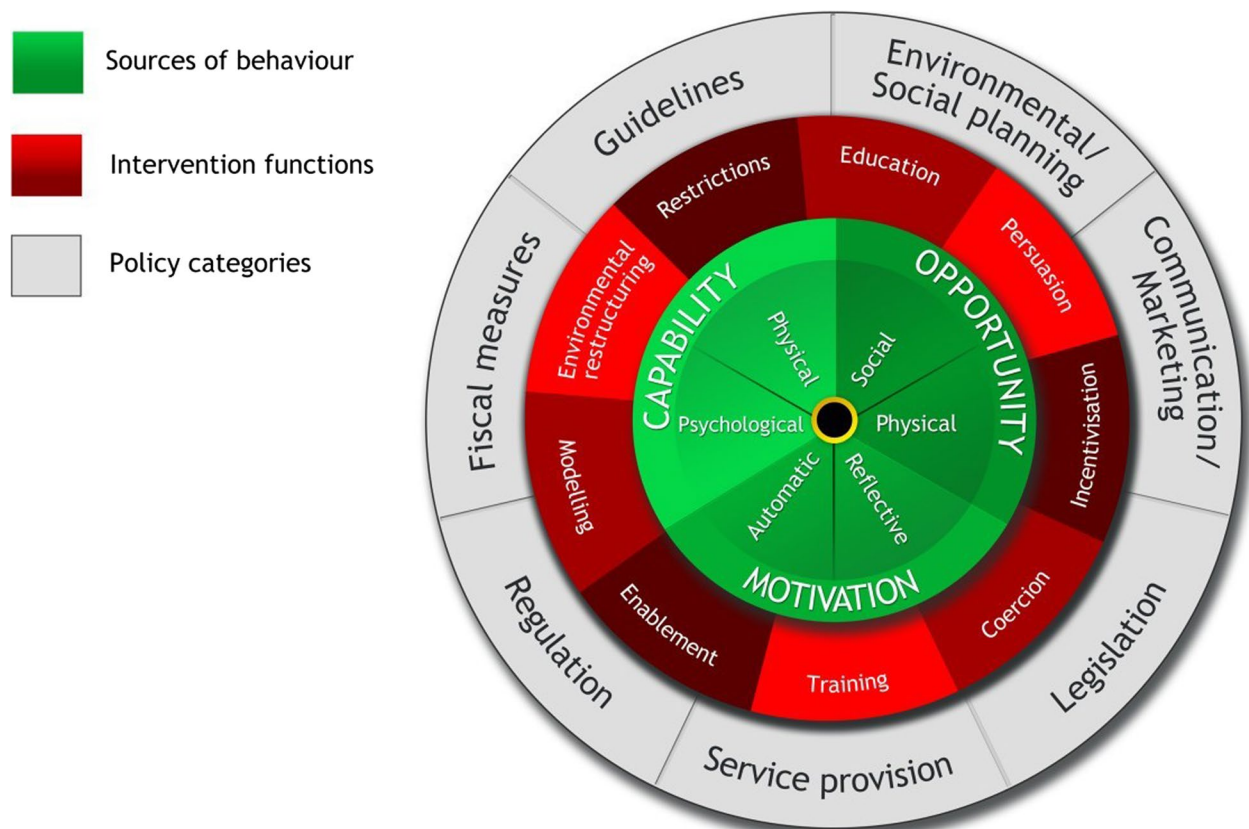 Sources of behaviour
Intervention functions
Policy categories
Guidelines
Environmental/
Social planning
Communication/
Marketing
Legislation
Service provision
Regulation
Fiscal measures
Restrictions
Education
Persuasion
Incentivisation
Coercion
Training
Enablement
Modelling
Environmental
restructuring
CAPABILITY
OPPORTUNITY
MOTIVATION
Physical
Social
Physical
Reflective
Automatic
Psychological